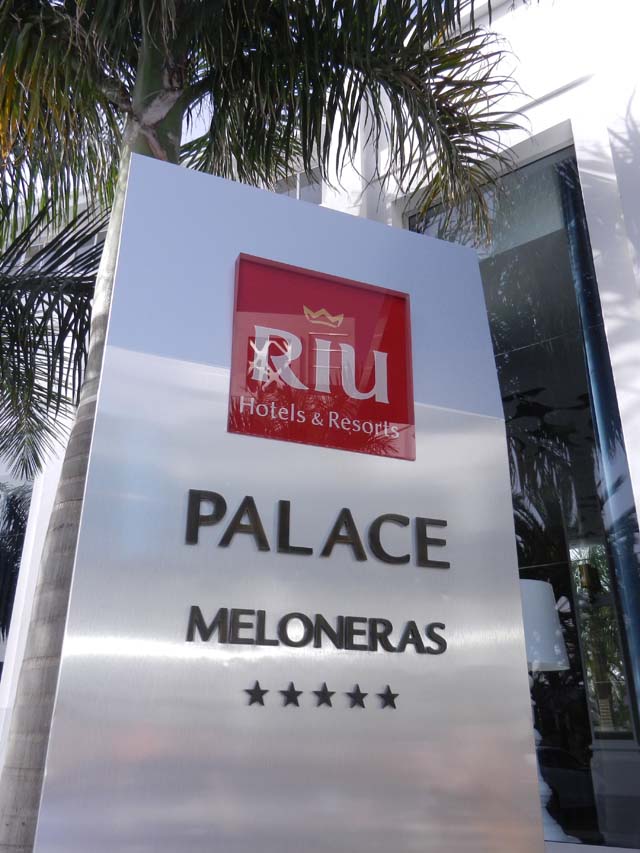 RIU
Hotels & Resorts
PALACE
MELONERAS
★★★★★